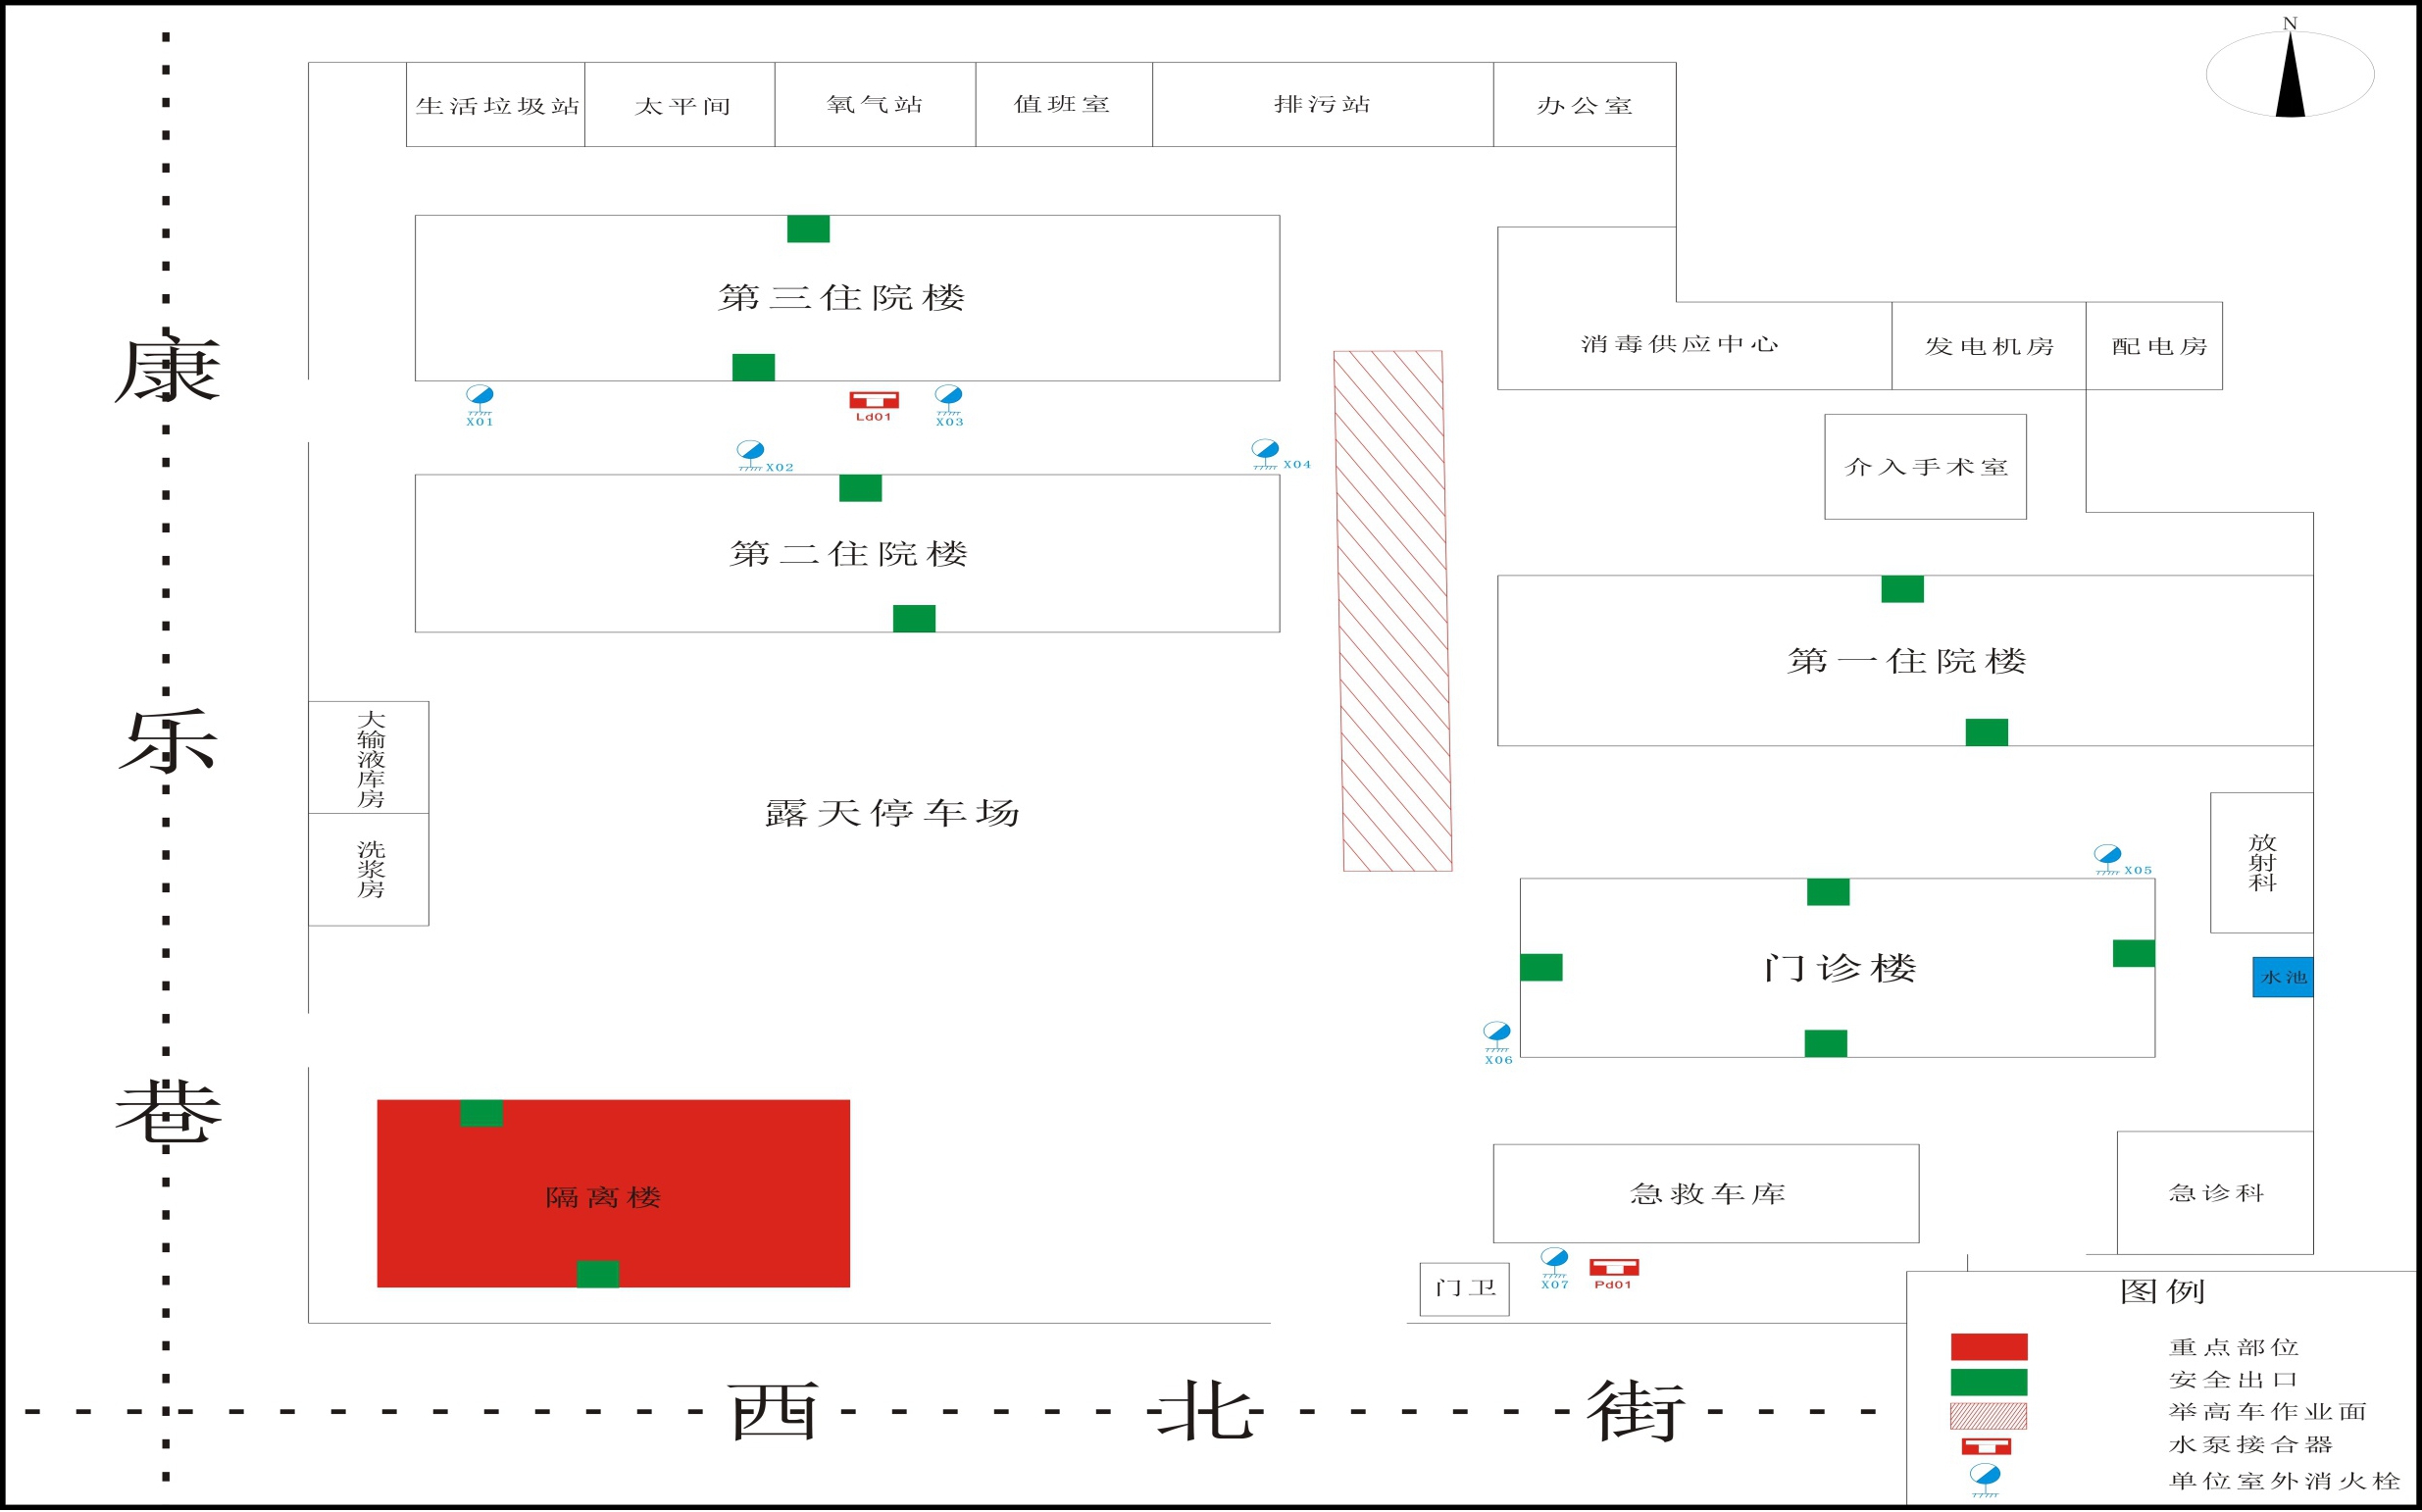 N
生活垃圾站
太平间
氧气站
值班室
排污站
办公室
第三住院楼
消毒供应中心
发电机房
配电房
康乐巷
X01
Ld01
X03
X02
X04
介入手术室
第二住院楼
第一住院楼
大输液库房
洗浆房
露天停车场
放射科
X05
门诊楼
水池
X06
隔离楼
急救车库
急诊科
门卫
X07
Pd01
西北街
图例
重点部位
安全出口
举高车作业面
水泵接合器
单位室外消火栓